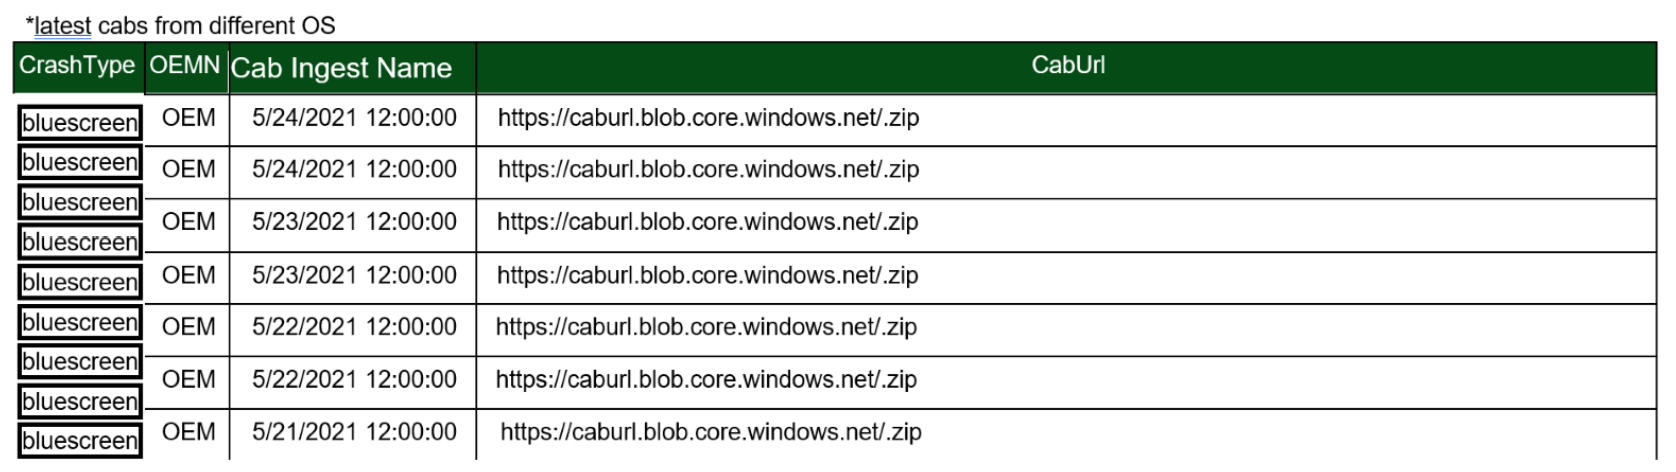 *latest cabs from different OS
CrashType OEMN Cab Ingest Name CabUrl
bluescreen OEM 5/24/2021 12:00:00 https://caburl.blob.core.windows.net/.zip
bluescreen OEM 5/24/2021 12:00:00 https://caburl.blob.core.windows.net/.zip
bluescreen OEM 5/23/2021 12:00:00 https://caburl.blob.core.windows.net/.zip
bluescreen
bluescreen OEM 5/23/2021 12:00:00 https://caburl.blob.core.windows.net/.zip
bluescreen OEM 5/22/2021 12:00:00 https://caburl.blob.core.windows.net/.zip
bluescreen
bluescreen OEM 5/22/2021 12:00:00 https://caburl.blob.core.windows.net/.zip
bluescreen OEM 5/21/2021 12:00:00 https://caburl.blob.core.windows.net/.zip